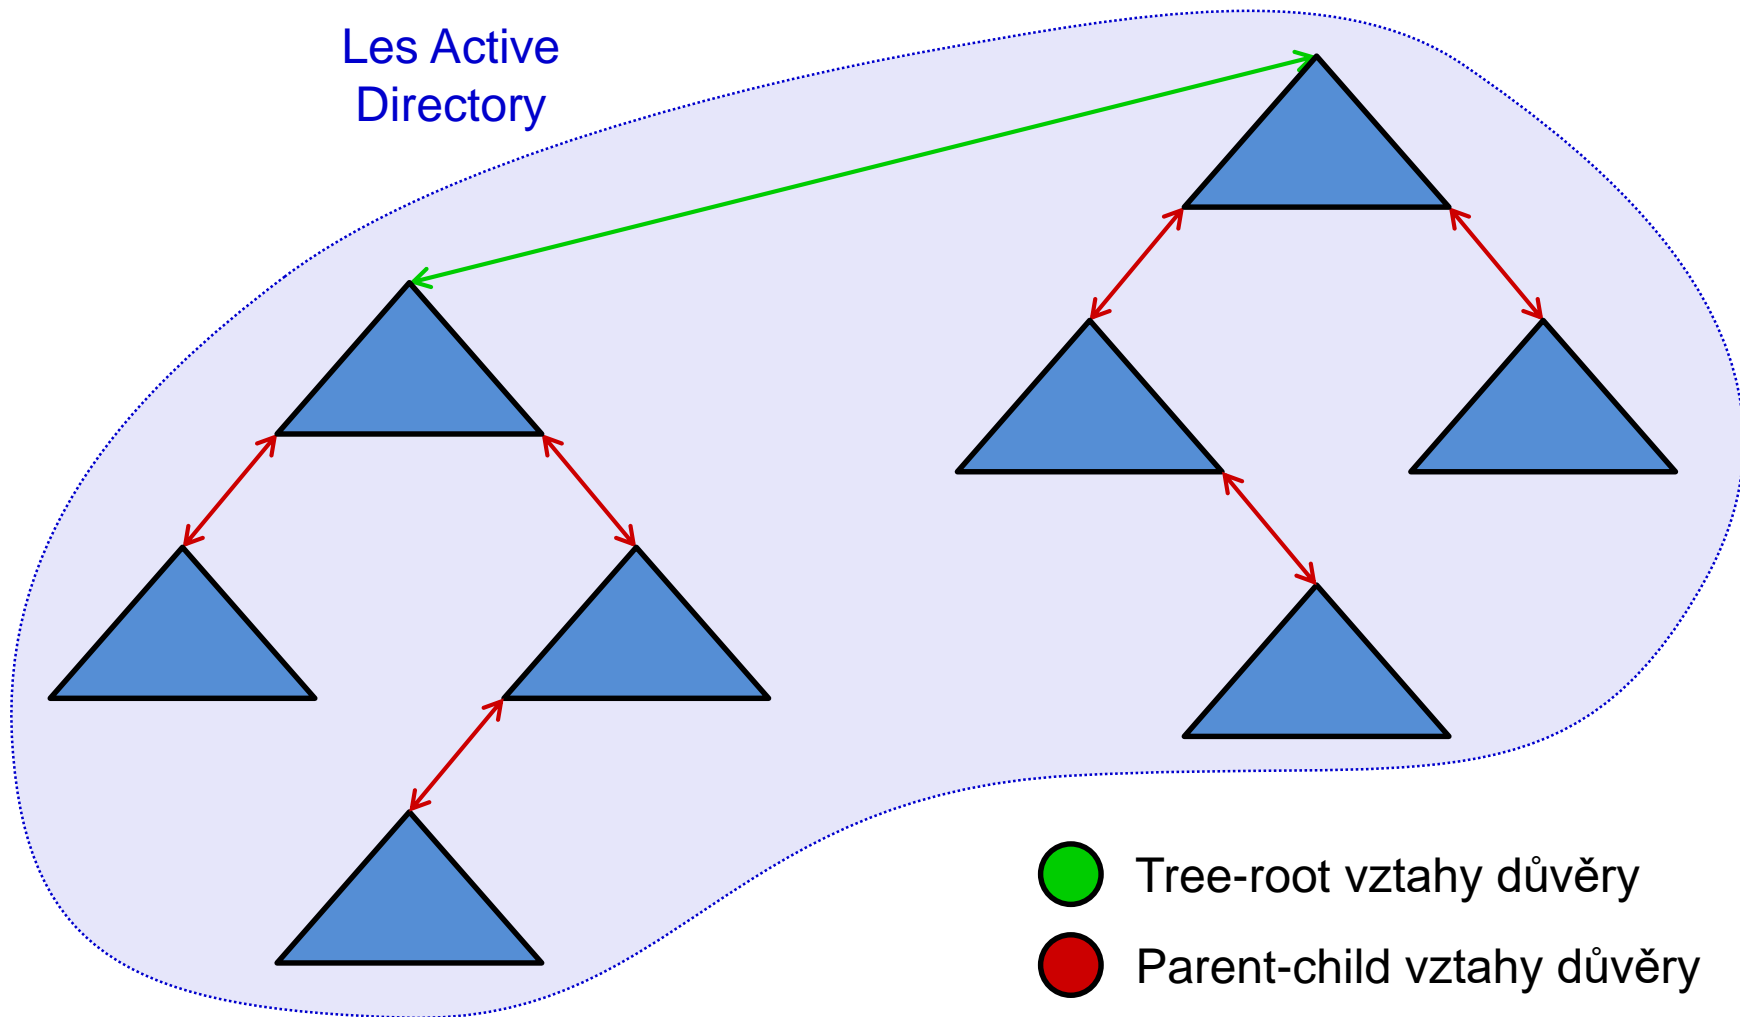 Les Active
Directory
Tree-root vztahy důvěry
Parent-child vztahy důvěry